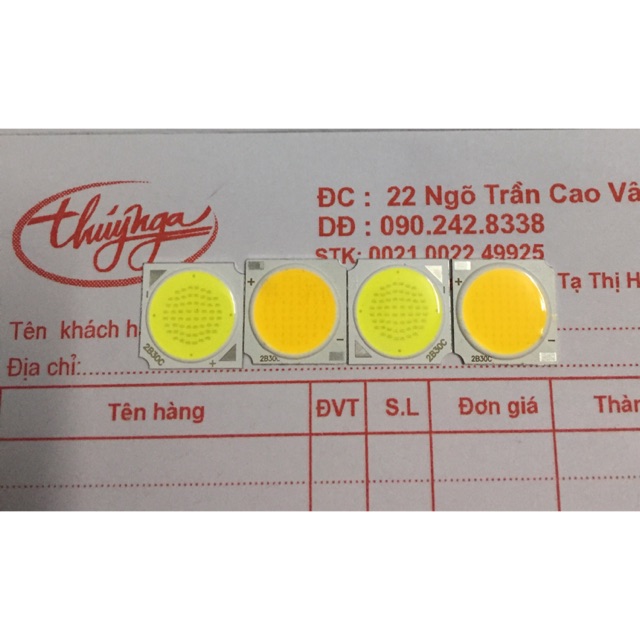 thúynga
ĐC : 22 Ngõ Trần Cao Vâ
DĐ : 090.242.8338
STK: 0021 0022 49925
Tạ Thị H
Tên khách h
Địa chỉ:
2B30C
2B30C
2B30C
2B30C
Tên hàng ĐVT S.L Đơn giá Thàn